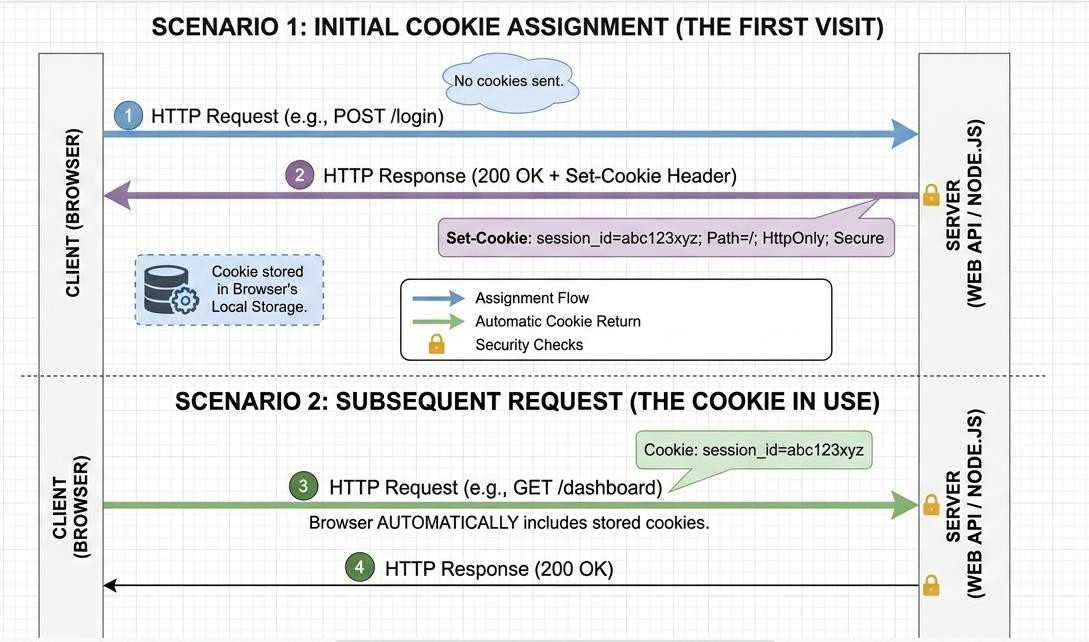 SCENARIO 1: INITIAL COOKIE ASSIGNMENT (THE FIRST VISIT)
No cookies sent.
1 HTTP Request (e.g., POST /login)
2 HTTP Response (200 OK + Set-Cookie Header)
CLIENT (BROWSER)
SERVER
(WEB API / NODE.JS)
Set-Cookie: session_id=abc123xyz; Path=/; HttpOnly; Secure
Cookie stored
in Browser's
Local Storage.
Assignment Flow
Automatic Cookie Return
Security Checks
SCENARIO 2: SUBSEQUENT REQUEST (THE COOKIE IN USE)
Cookie: session_id=abc123xyz
3 HTTP Request (e.g., GET /dashboard)
Browser AUTOMATICALLY includes stored cookies.
CLIENT
(BROWSER)
SERVER
(WEB API / NODE.JS)
4 HTTP Response (200 OK)